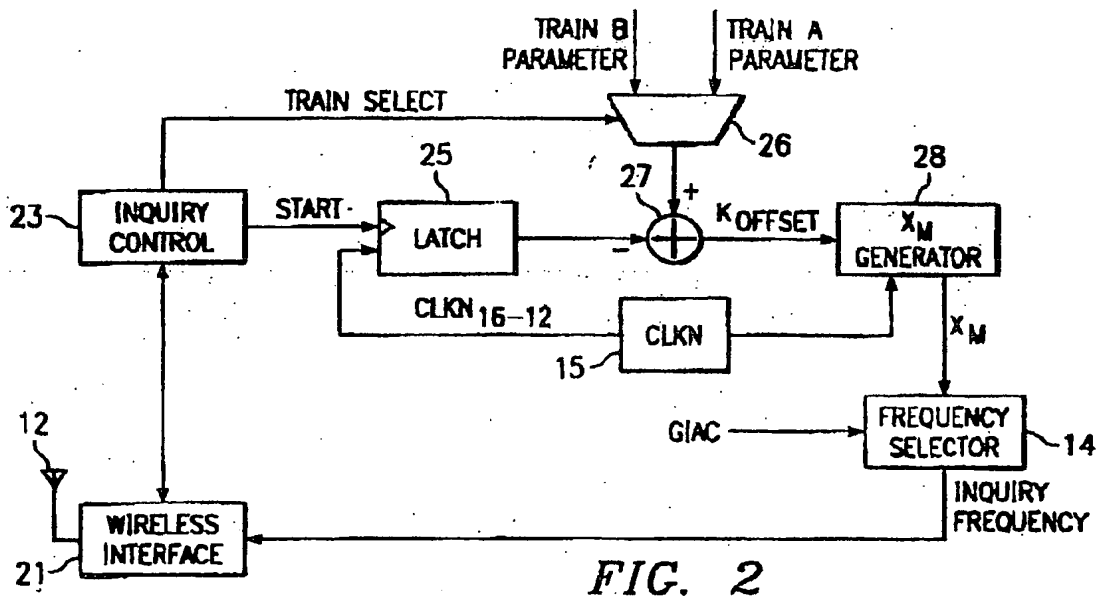 TRAIN B PARAMETER
TRAIN A PARAMETER
TRAIN SELECT
26
25
27
28
23
INQUIRY CONTROL
START
LATCH
+
-
K OFFSET
X M GENERATOR
CLKN 16-12
CLKN
15
X M
12
GIAC
FREQUENCY SELECTOR
14
WIRELESS INTERFACE
21
INQUIRY FREQUENCY
FIG. 2